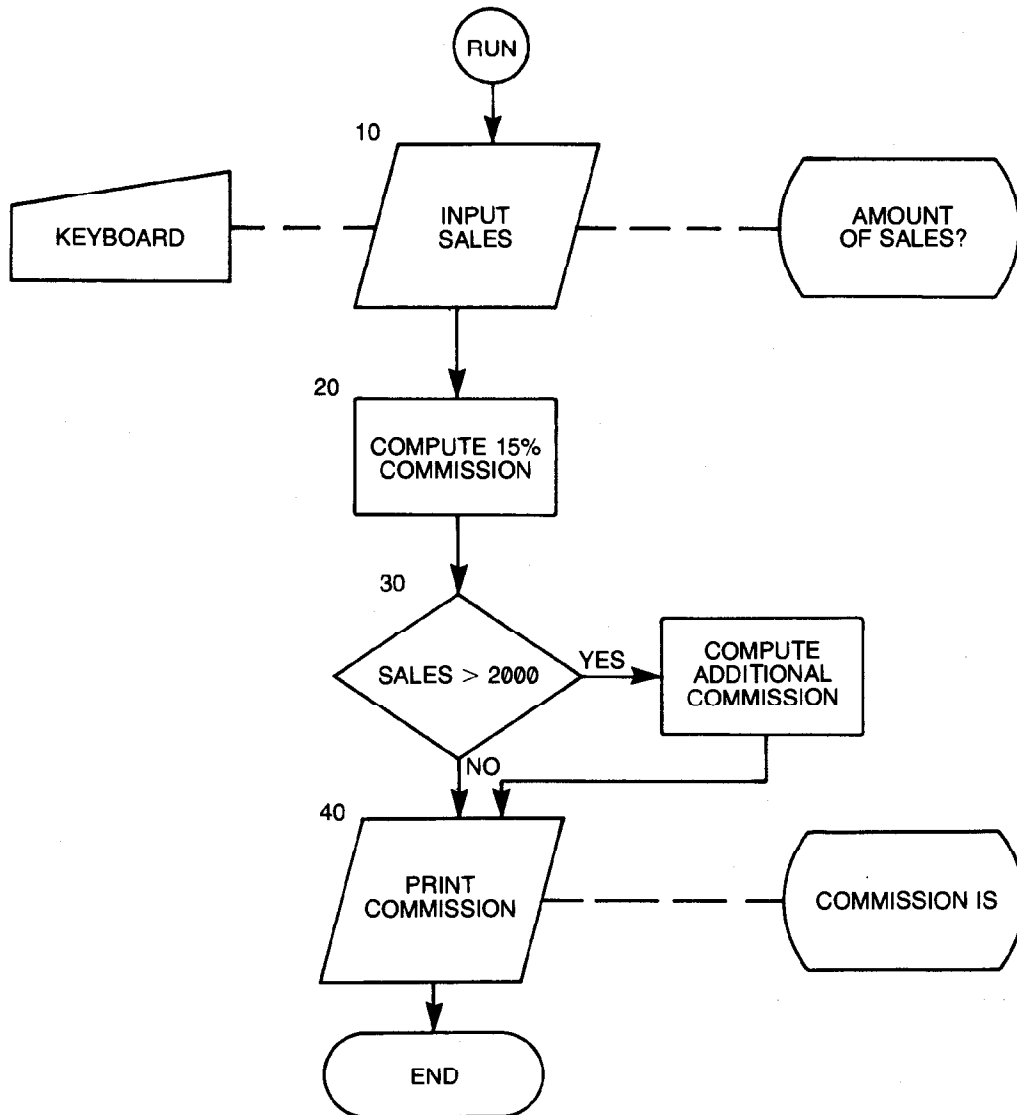 RUN
10
KEYBOARD
INPUT
SALES
AMOUNT
OF SALES?
20
COMPUTE 15%
COMMISSION
30
SALES > 2000
YES
COMPUTE
ADDITIONAL
COMMISSION
NO
40
PRINT
COMMISSION
COMMISSION IS
END